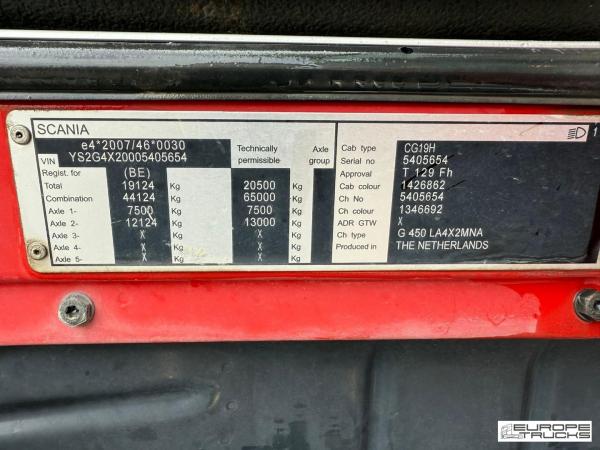 SCANIA
e4*2007/46*0030
VIN YS2G4X20005405654
Technically permissible
Axle group
Regist. for (BE)
Total 19124 Kg 20500 Kg
Combination 44124 Kg 65000 Kg
Axle 1- 7500 Kg 7500 Kg
Axle 2- 12124 Kg 13000 Kg
Axle 3- X Kg X Kg
Axle 4- X Kg X Kg
Axle 5- X Kg X Kg
Cab type CG19H
Serial no 5405654
Approval T 129 Fh
Cab colour 1426862
Ch No 5405654
Ch colour 1346692
ADR GTW X
Ch type G 450 LA4X2MNA
Produced in THE NETHERLANDS
1
EUROPE
TRUCKS